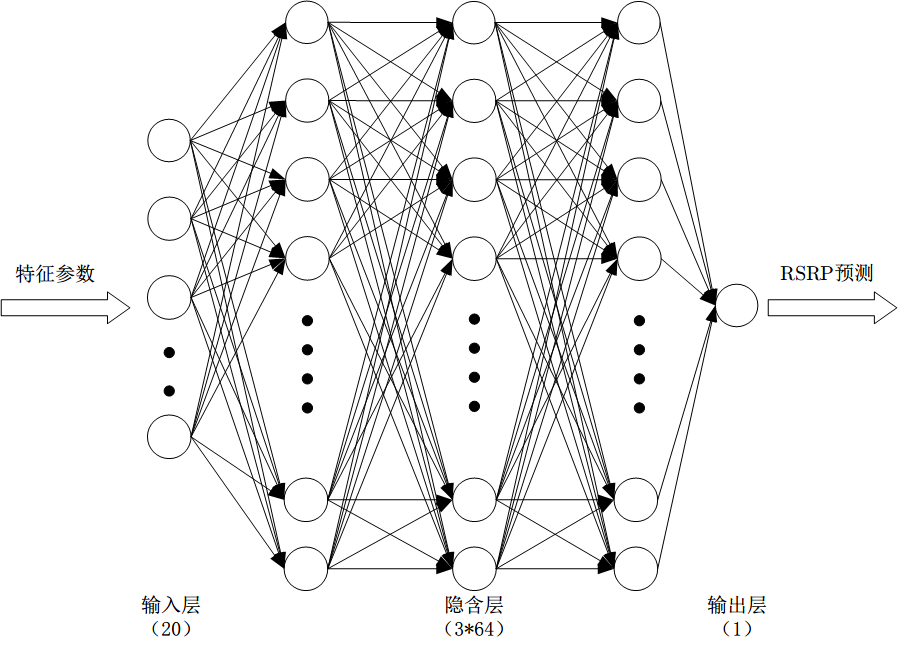 特征参数
RSRP预测
输入层
（20）
隐含层
（3*64）
输出层
（1）